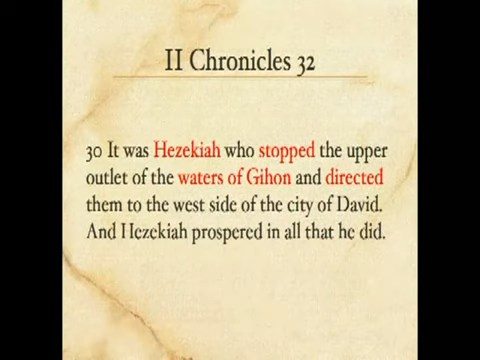 II Chronicles 32
30 It was Hezekiah who stopped the upper
outlet of the waters of Gihon and directed
them to the west side of the city of David.
And Hezekiah prospered in all that he did.